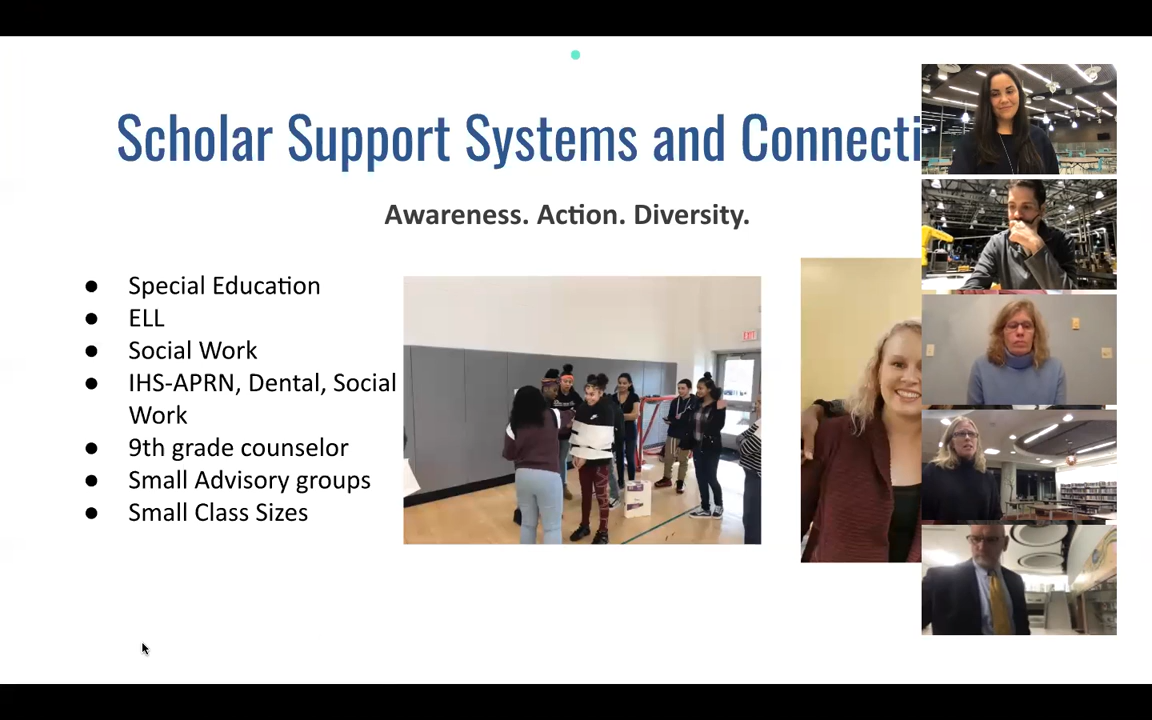 Scholar Support Systems and Connecti
Awareness. Action. Diversity.
● Special Education
● ELL
● Social Work
● IHS-APRN, Dental, Social
Work
● 9th grade counselor
● Small Advisory groups
● Small Class Sizes
EXIT